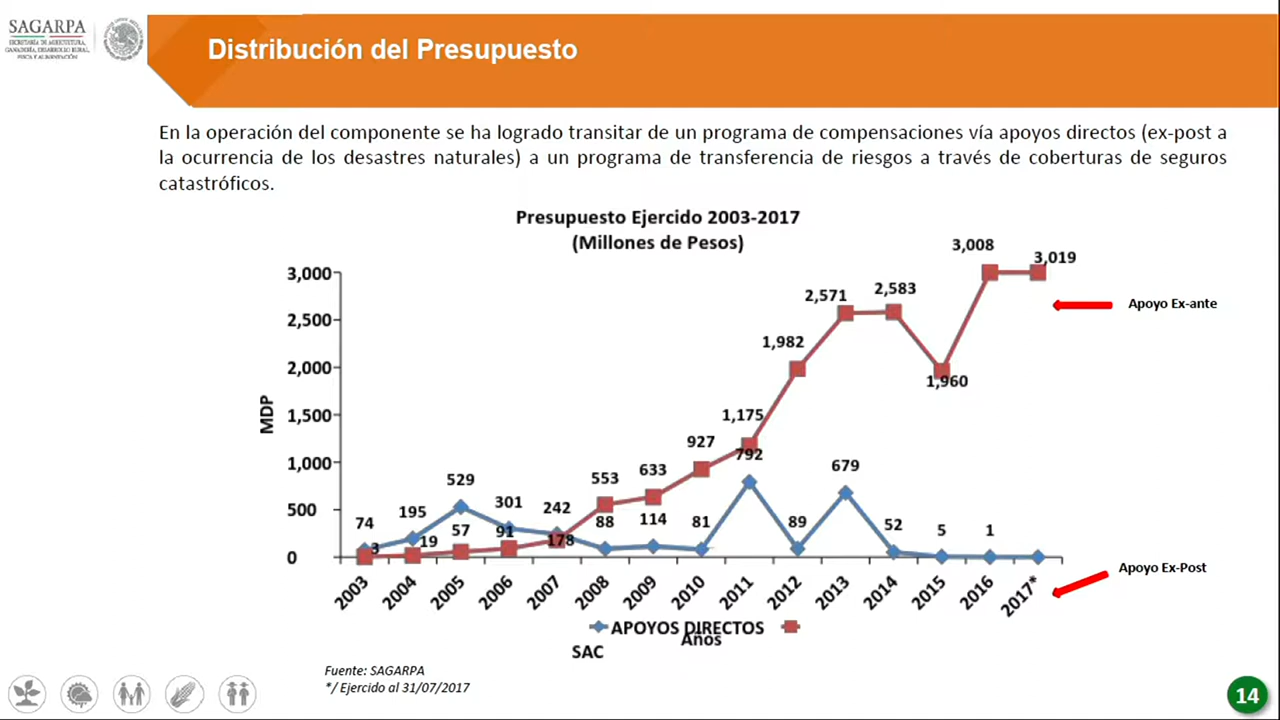 SAGARPA
SECRETARÍA DE AGRICULTURA,
GANADERÍA, DESARROLLO RURAL,
PESCA Y ALIMENTACIÓN
Distribución del Presupuesto
En la operación del componente se ha logrado transitar de un programa de compensaciones vía apoyos directos (ex-post a
la ocurrencia de los desastres naturales) a un programa de transferencia de riesgos a través de coberturas de seguros
catastróficos.
Presupuesto Ejercido 2003-2017
(Millones de Pesos)
MDP
3,000
2,500
2,000
1,500
1,000
500
0
3 19 57 91 178 553 633 927 1,175 1,982 2,571 2,583 1,960 3,008 3,019
74 195 529 301 242 88 114 81 792 89 679 52 5 1
Apoyo Ex-ante
Apoyo Ex-Post
2003 2004 2005 2006 2007 2008 2009 2010 2011 2012 2013 2014 2015 2016 2017*
APOYOS DIRECTOS
Años
SAC
Fuente: SAGARPA
*/ Ejercido al 31/07/2017
14